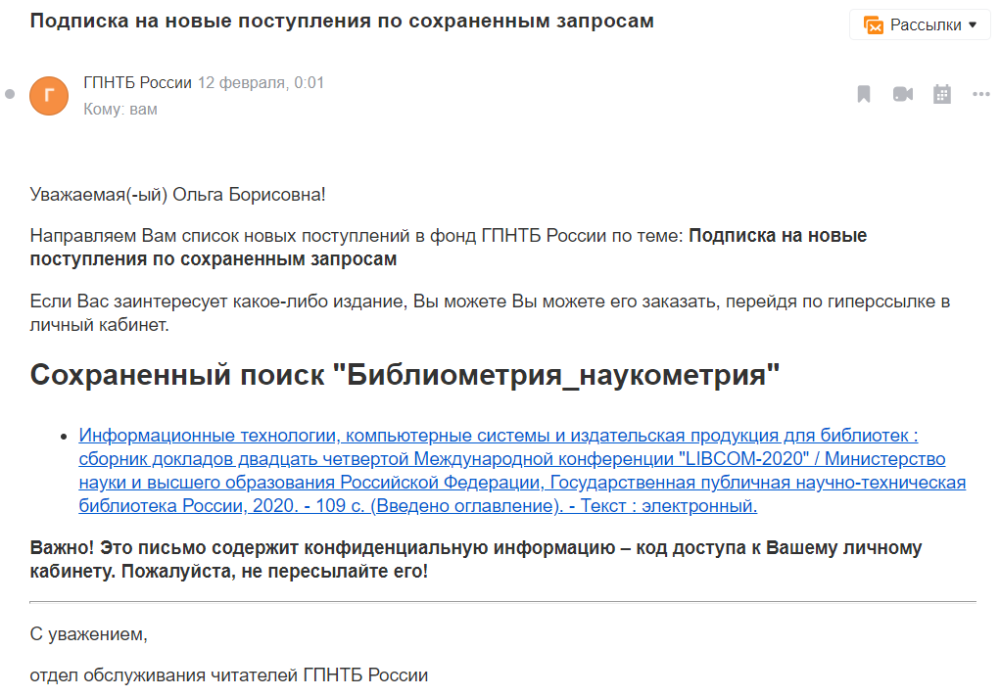 Подписка на новые поступления по сохраненным запросам
Рассылки
Г
ГПНТБ России 12 февраля, 0:01
Кому: вам
Уважаемая(-ый) Ольга Борисовна!
Направляем Вам список новых поступлений в фонд ГПНТБ России по теме: Подписка на новые
поступления по сохраненным запросам
Если Вас заинтересует какое-либо издание, Вы можете Вы можете его заказать, перейдя по гиперссылке в
личный кабинет.
Сохраненный поиск "Библиометрия_наукометрия"
Информационные технологии, компьютерные системы и издательская продукция для библиотек :
сборник докладов двадцать четвертой Международной конференции "LIBCOM-2020" / Министерство
науки и высшего образования Российской Федерации, Государственная публичная научно-техническая
библиотека России, 2020. - 109 с. (Введено оглавление). - Текст : электронный.
Важно! Это письмо содержит конфиденциальную информацию – код доступа к Вашему личному
кабинету. Пожалуйста, не пересылайте его!
С уважением,
отдел обслуживания читателей ГПНТБ России